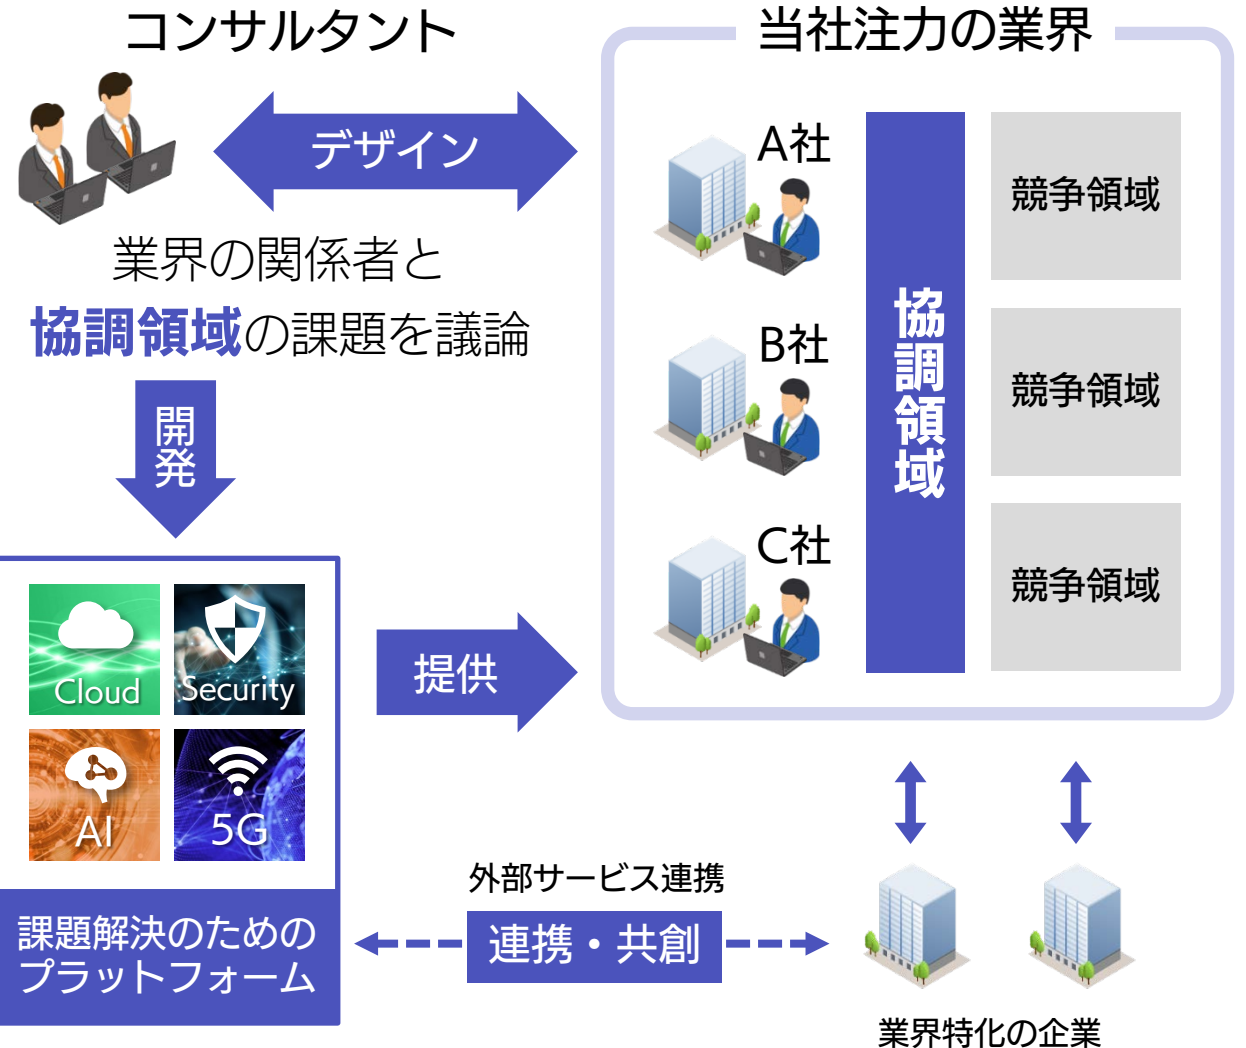 コンサルタント
当社注力の業界
デザイン
業界の関係者と
協調領域の課題を議論
開発
A社
B社
C社
協調領域
競争領域
競争領域
競争領域
Cloud
Security
AI
5G
課題解決のための
プラットフォーム
提供
外部サービス連携
連携・共創
業界特化の企業